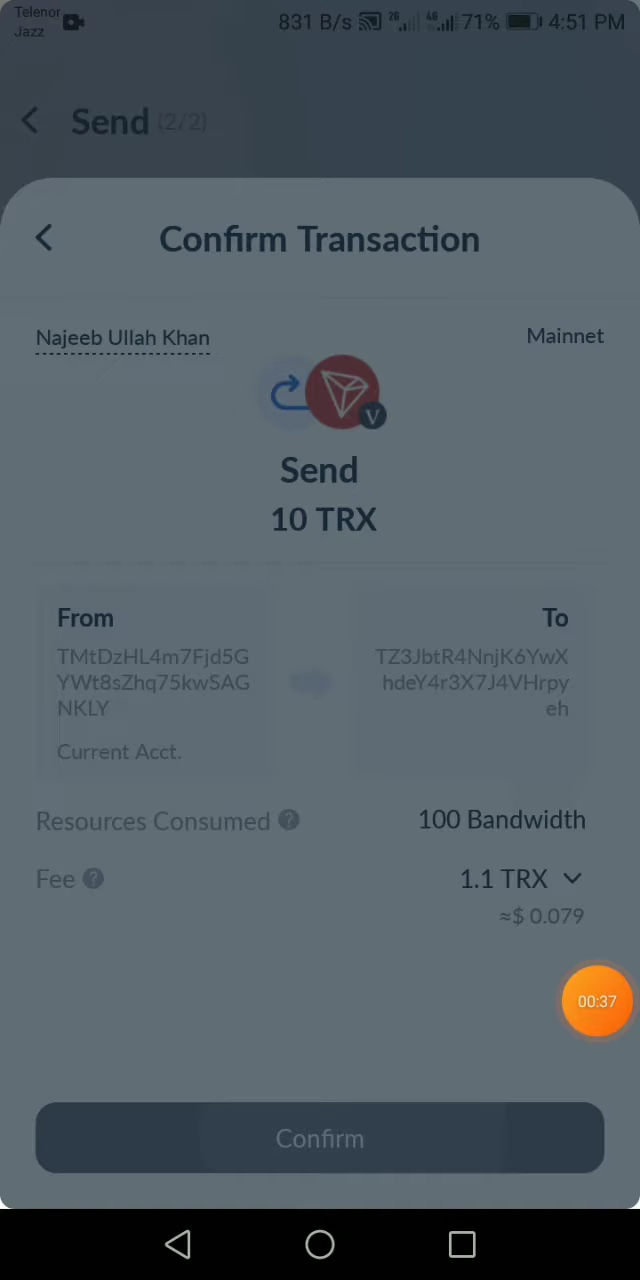 Telenor
Jazz
831 B/s 2G 4G 71% 4:51 PM
Send (2/2)
Confirm Transaction
Najeeb Ullah Khan
Mainnet
V
Send
10 TRX
From
TMtDzHL4m7Fjd5G
YWt8sZhq75kwSAG
NKLY
Current Acct.
To
TZ3JbtR4NnjK6YwX
hdeY4r3X7J4VHrpy
eh
Resources Consumed ?
100 Bandwidth
Fee ?
1.1 TRX
≈$ 0.079
00:37
Confirm